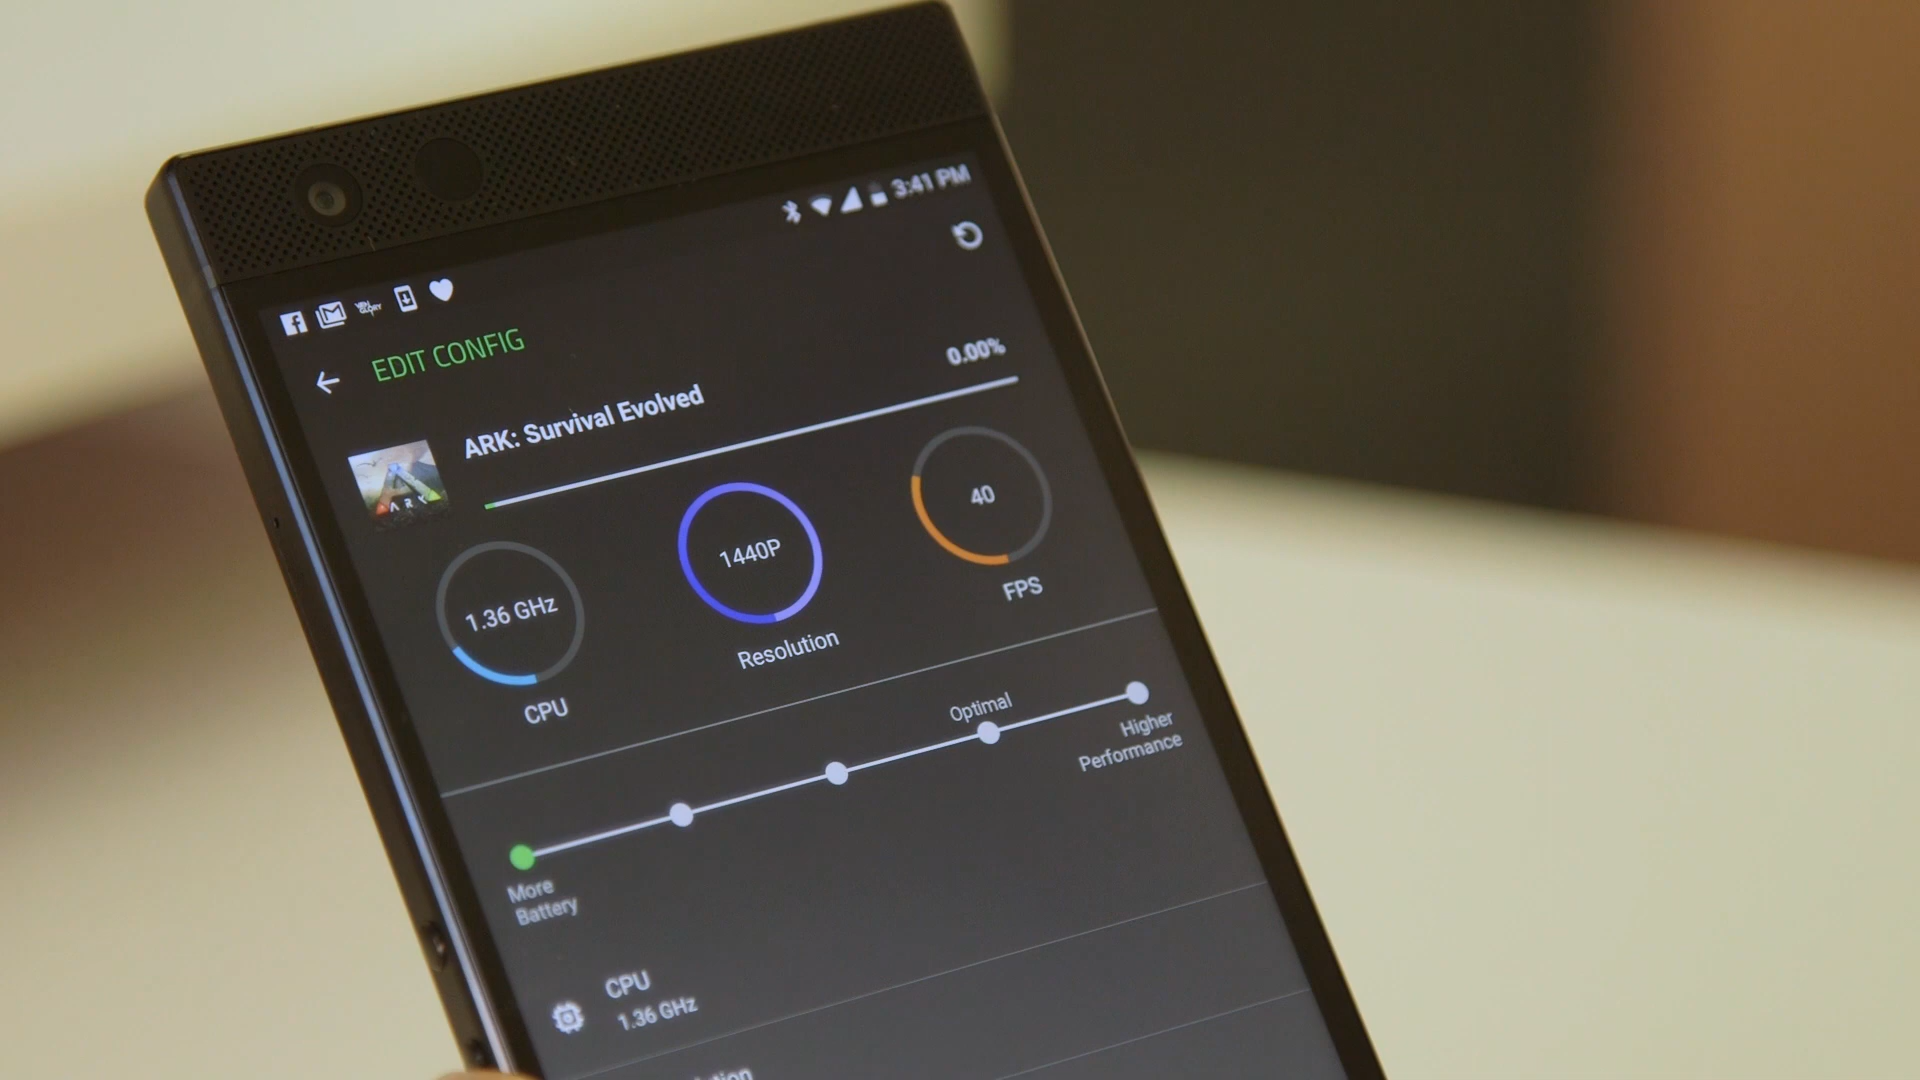 3:41 PM
EDIT CONFIG
ARK: Survival Evolved
0.00%
ARK
1.36 GHz
1440P
40
CPU
Resolution
FPS
Optimal
Higher
Performance
More
Battery
CPU
1.36 GHz